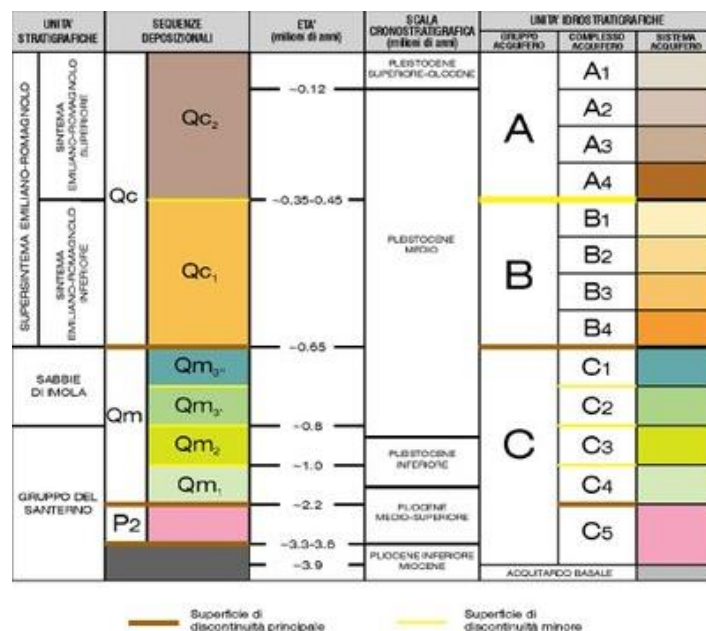 UNITA'
STRATIGRAFICHE
SEQUENZE
DEPOSIZIONALI
ETA'
(milioni di anni)
SCALA
CRONOSTRATIGRAFICA
(milioni di anni)
UNITA' IDROSTRATIGRAFICHE
GRUPPO
ACQUIFERO
COMPLESSO
ACQUIFERO
SISTEMA
ACQUIFERO
SUPERSINTEMA EMILIANO-ROMAGNOLO
SINTEMA
EMILIANO-ROMAGNOLO
SUPERIORE
SINTEMA
EMILIANO-ROMAGNOLO
INFERIORE
SABBIE
DI IMOLA
GRUPPO DEL
SANTERNO
Qc
Qm
P2
Qc2
Qc1
Qm3''
Qm3'
Qm2
Qm1
-0.12
-0.35-0.45
-0.65
-0.8
-1.0
-2.2
-3.3-3.6
-3.9
PLEISTOCENE
SUPERIORE-OLOCENE
PLEISTOCENE
MEDIO
PLEISTOCENE
INFERIORE
PLIOCENE
MEDIO-SUPERIORE
PLIOCENE INFERIORE
MIOCENE
A
B
C
A1
A2
A3
A4
B1
B2
B3
B4
C1
C2
C3
C4
C5
ACQUITARDO BASALE
Superficie di
discontinuità principale
Superficie di
discontinuità minore